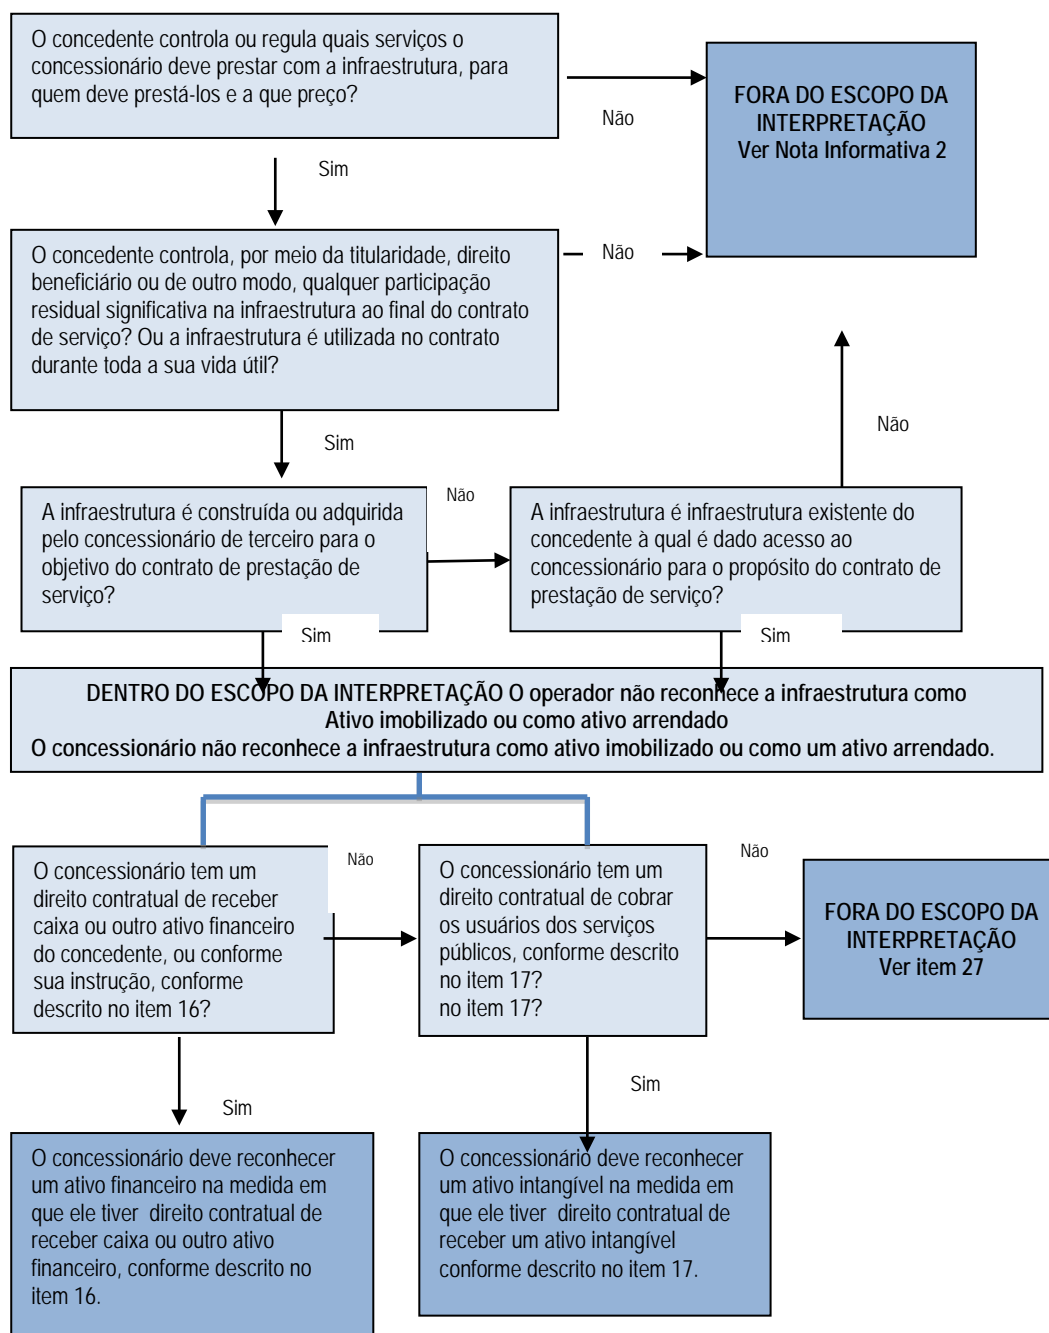 O concedente controla ou regula quais serviços o
concessionário deve prestar com a infraestrutura, para
quem deve prestá-los e a que preço?
Não
FORA DO ESCOPO DA
INTERPRETAÇÃO
Ver Nota Informativa 2
Sim
O concedente controla, por meio da titularidade, direito
beneficiário ou de outro modo, qualquer participação
residual significativa na infraestrutura ao final do contrato
de serviço? Ou a infraestrutura é utilizada no contrato
durante toda a sua vida útil?
Não
Sim
Não
A infraestrutura é construída ou adquirida
pelo concessionário de terceiro para o
objetivo do contrato de prestação de
serviço?
Não
A infraestrutura é infraestrutura existente do
concedente à qual é dado acesso ao
concessionário para o propósito do contrato de
prestação de serviço?
Sim
Sim
DENTRO DO ESCOPO DA INTERPRETAÇÃO O operador não reconhece a infraestrutura como
Ativo imobilizado ou como ativo arrendado
O concessionário não reconhece a infraestrutura como ativo imobilizado ou como um ativo arrendado.
O concessionário tem um
direito contratual de receber
caixa ou outro ativo financeiro
do concedente, ou conforme
sua instrução, conforme
descrito no item 16?
Não
O concessionário tem um
direito contratual de cobrar
os usuários dos serviços
públicos, conforme descrito
no item 17?
no item 17?
Não
FORA DO ESCOPO DA
INTERPRETAÇÃO
Ver item 27
Sim
Sim
O concessionário deve reconhecer
um ativo financeiro na medida em
que ele tiver direito contratual de
receber caixa ou outro ativo
financeiro, conforme descrito no
item 16.
O concessionário deve reconhecer
um ativo intangível na medida em
que ele tiver direito contratual de
receber um ativo intangível
conforme descrito no item 17.